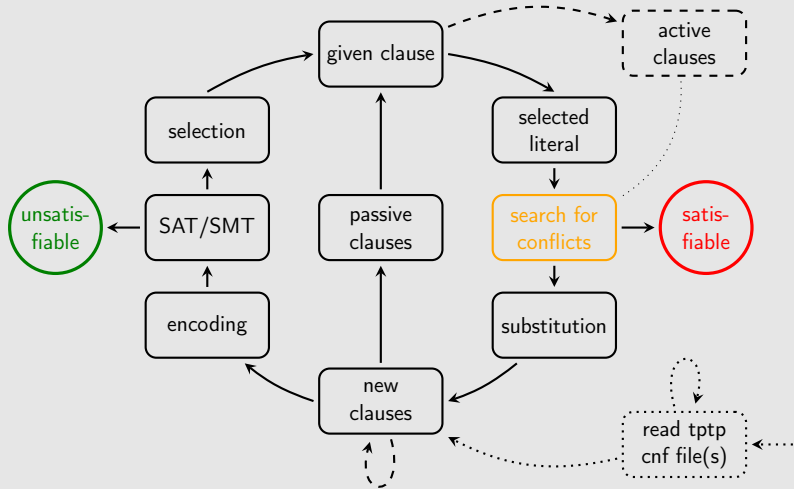 given clause
active
clauses
selection
selected
literal
unsatis-
fiable
SAT/SMT
passive
clauses
search for
conflicts
satis-
fiable
encoding
substitution
new
clauses
read tptp
cnf file(s)